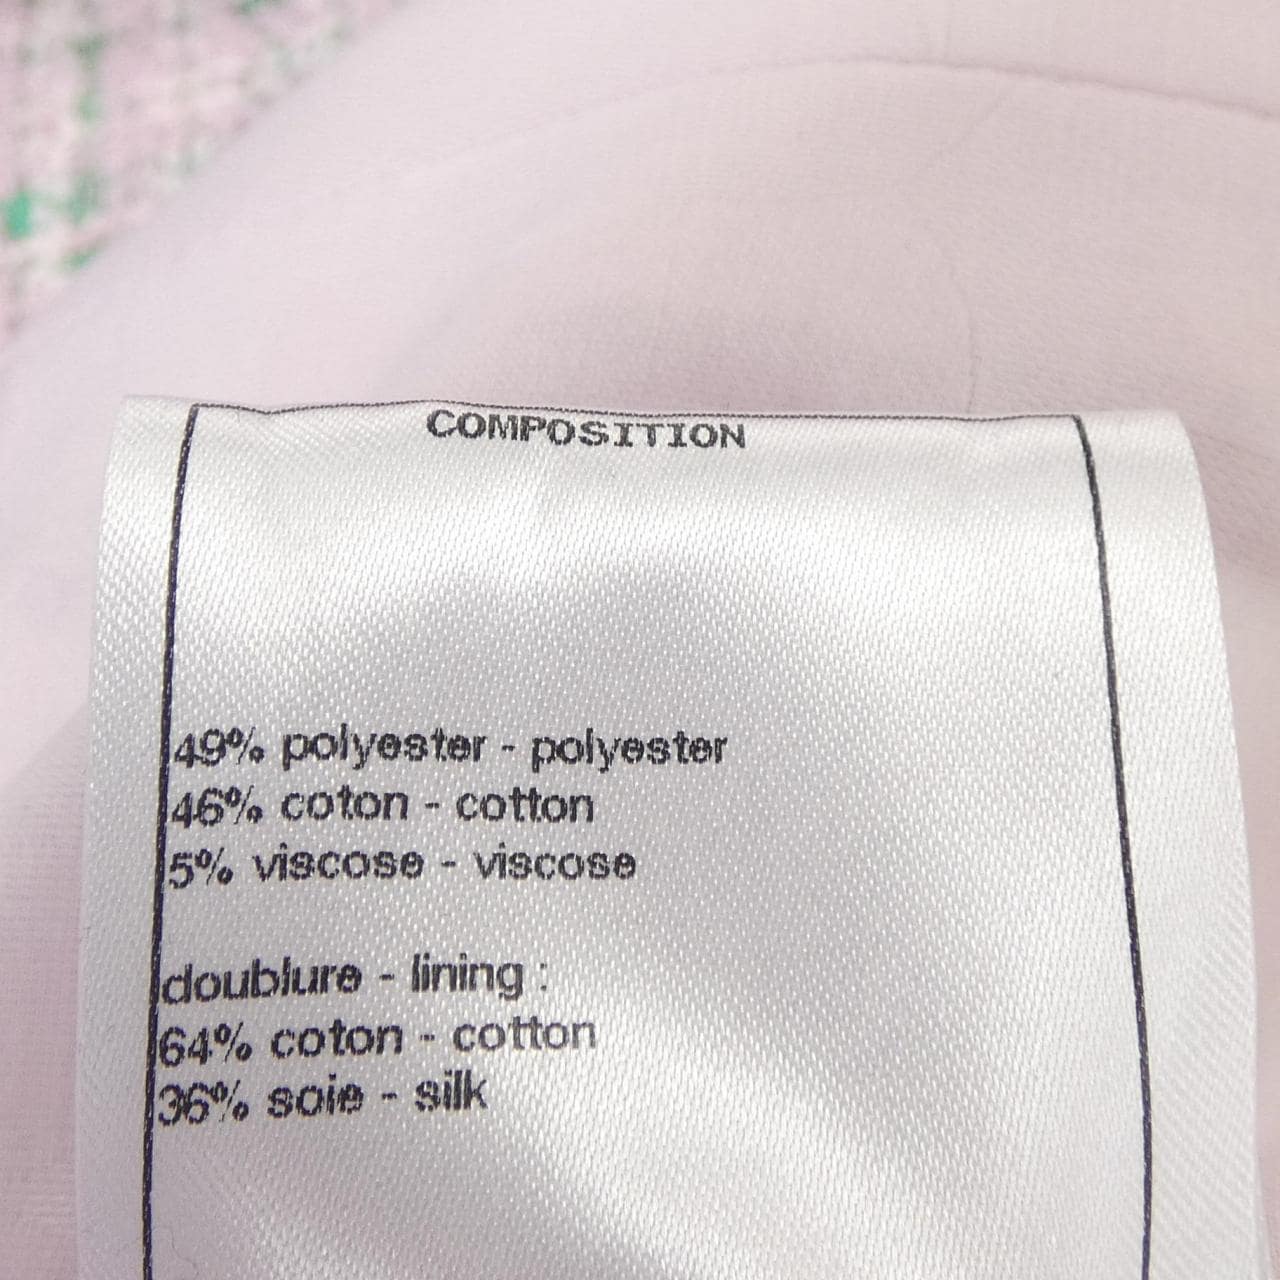 COMPOSITION
49% polyester - polyester
46% coton - cotton
5% viscose - viscose
doublure - lining :
64% coton - cotton
36% soie - silk